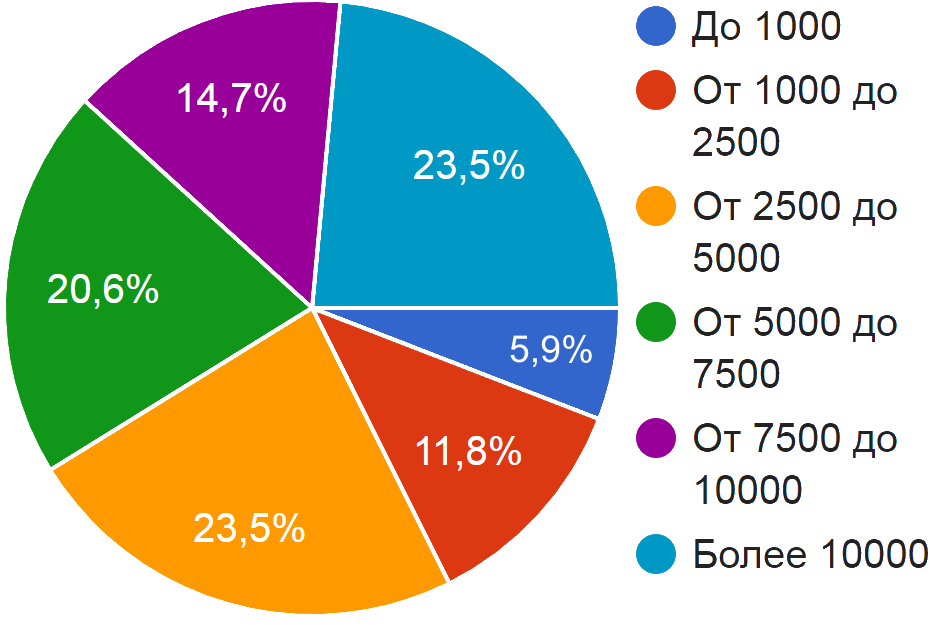 14,7%
23,5%
20,6%
5,9%
11,8%
23,5%
До 1000
От 1000 до
2500
От 2500 до
5000
От 5000 до
7500
От 7500 до
10000
Более 10000